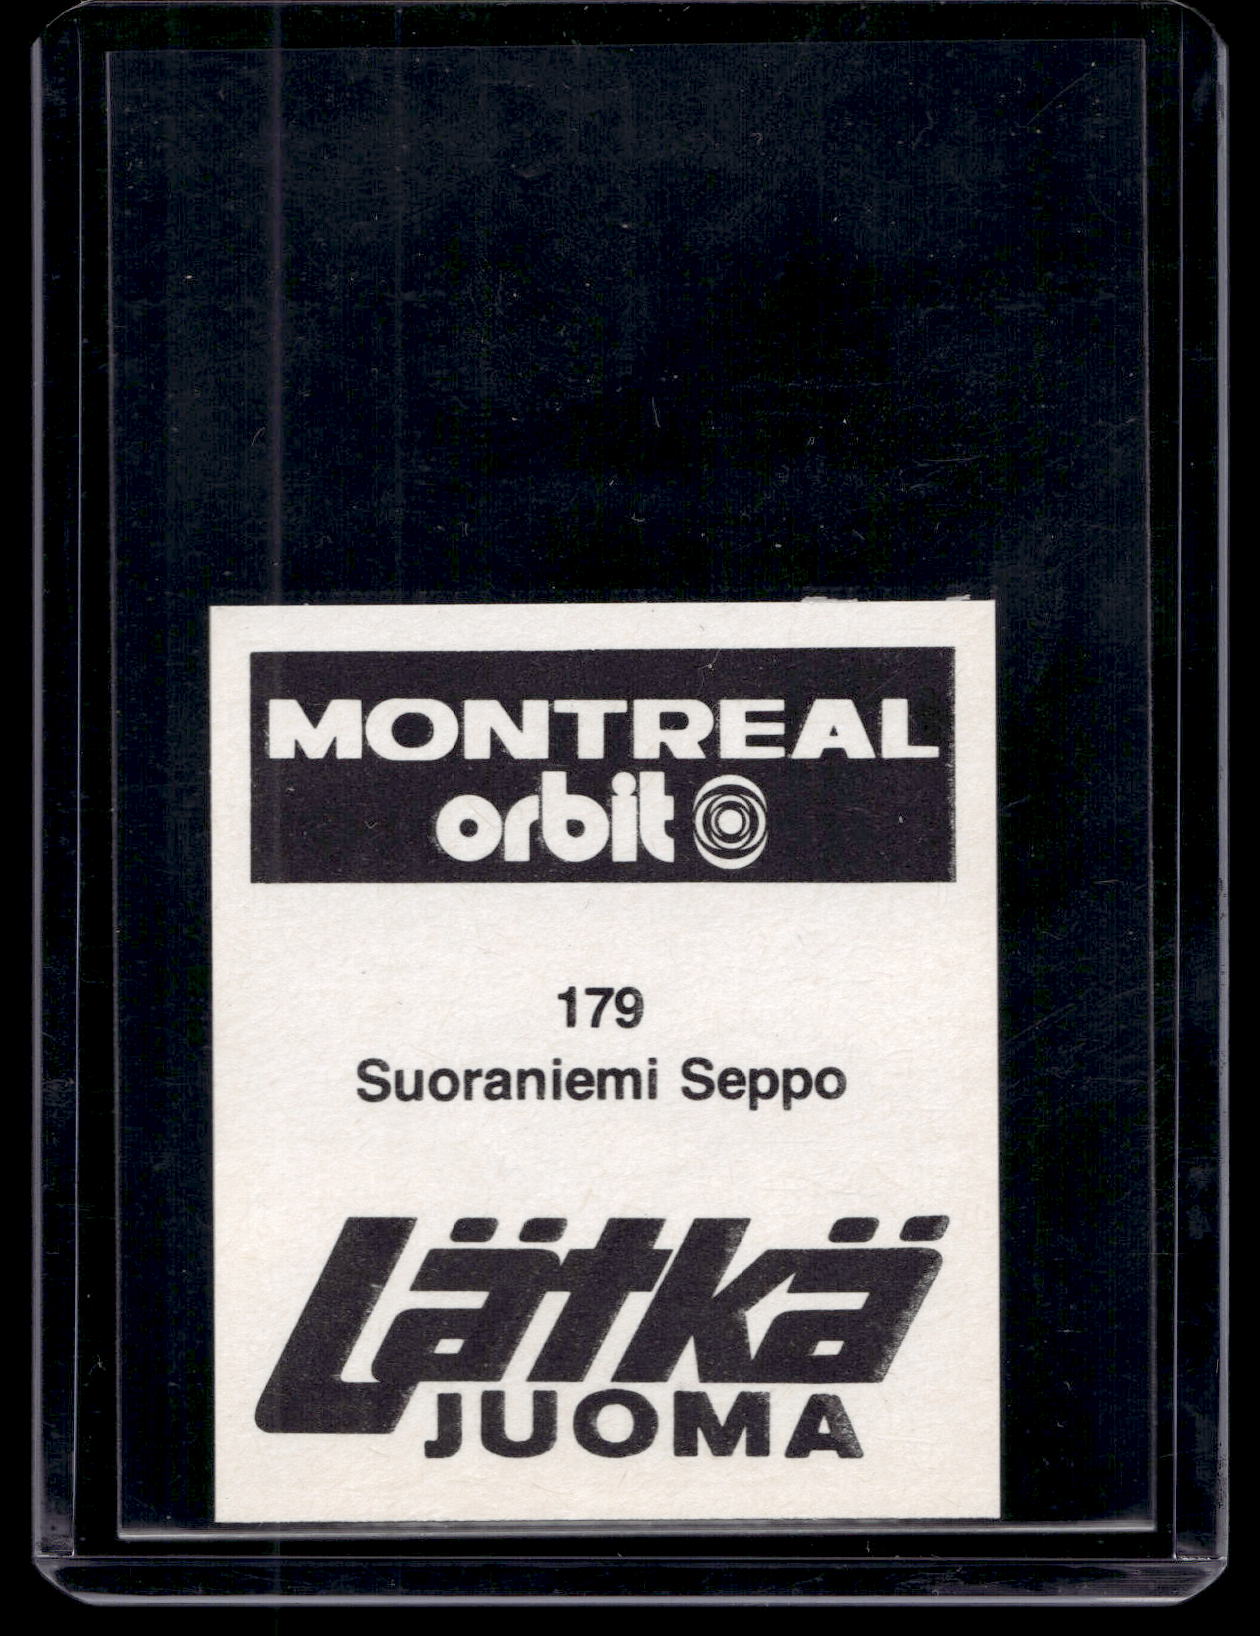 MONTREAL
orbit
179
Suoraniemi Seppo
Lätkä
JUOMA